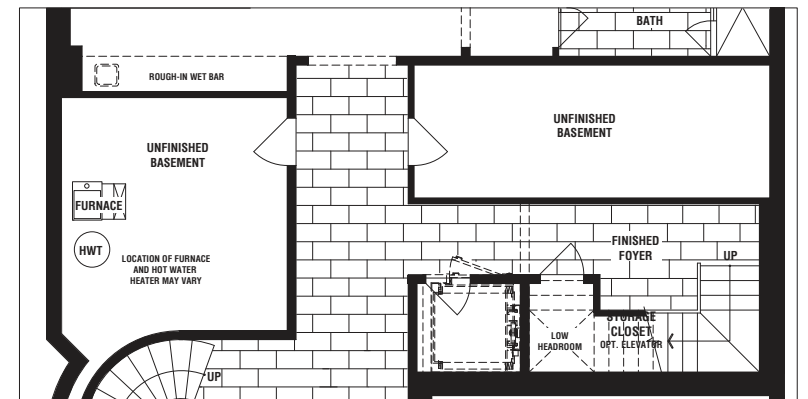 BATH
ROUGH-IN WET BAR
UNFINISHED
BASEMENT
UNFINISHED
BASEMENT
FURNACE
HWT
LOCATION OF FURNACE
AND HOT WATER
HEATER MAY VARY
FINISHED
FOYER
UP
STORAGE
CLOSET
OPT. ELEVATOR
LOW
HEADROOM
UP